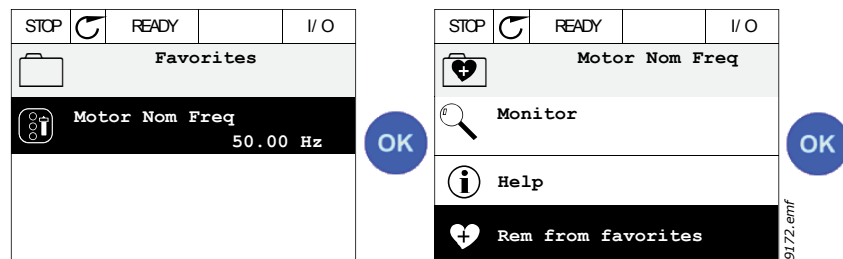 STOP READY I/O
Favorites
Motor Nom Freq
50.00 Hz
OK
STOP READY I/O
Motor Nom Freq
Monitor
Help
Rem from favorites
OK
9172.emf